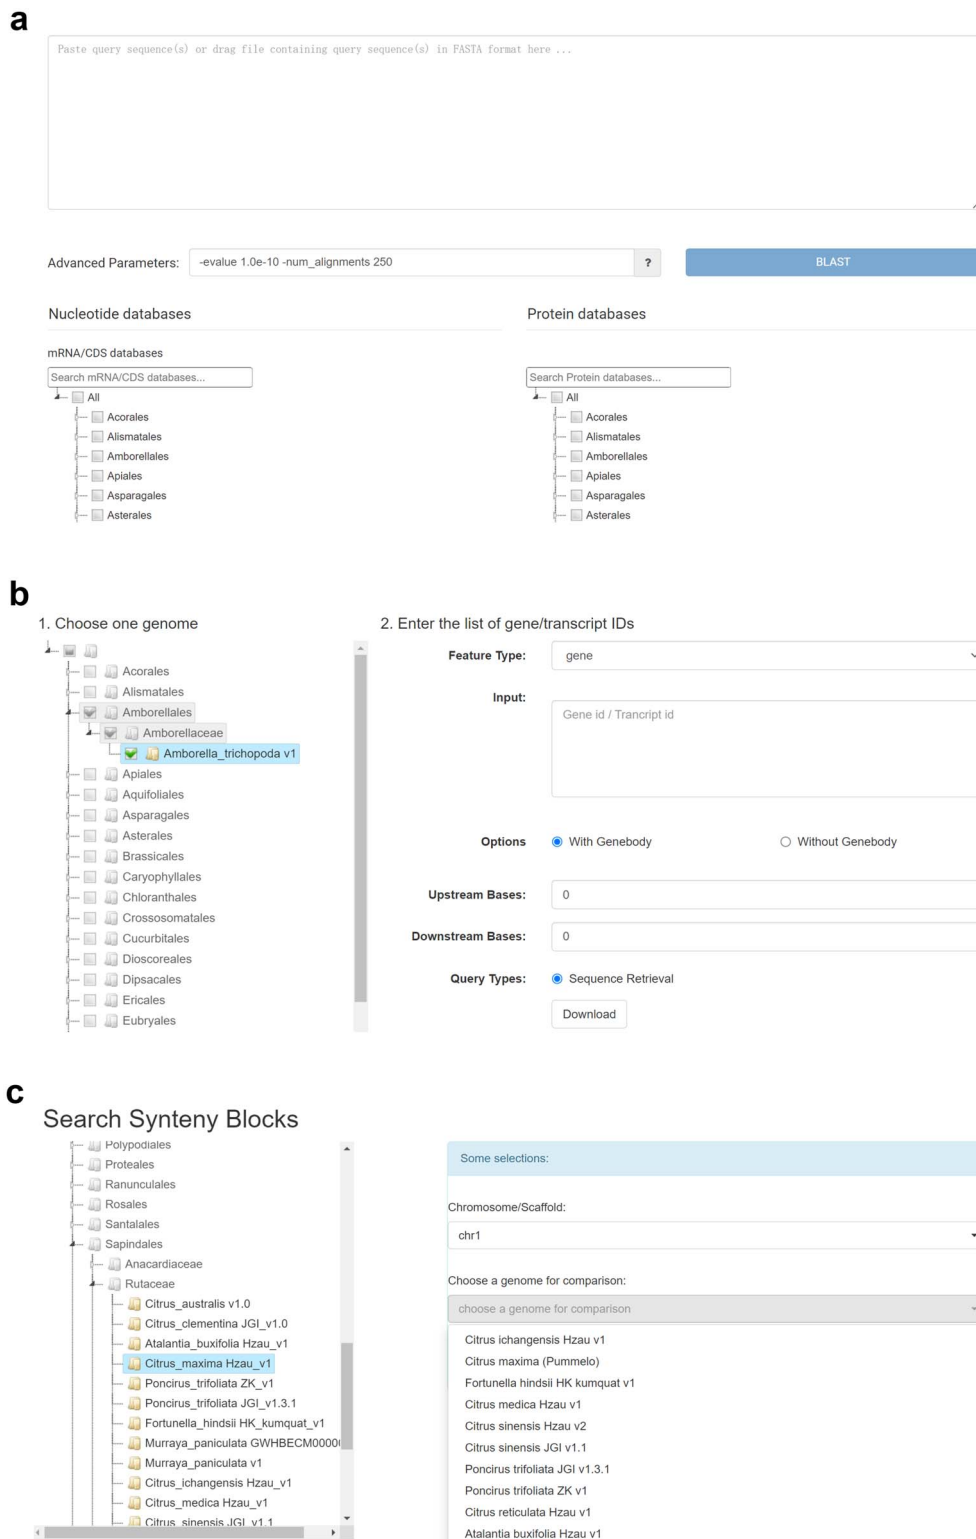 a
Paste query sequence(s) or drag file containing query sequence(s) in FASTA format here ...
Advanced Parameters: -evalue 1.0e-10 -num_alignments 250 ? BLAST
Nucleotide databases
mRNA/CDS databases
Search mRNA/CDS databases...
All
Acorales
Alismatales
Amborellales
Apiales
Asparagales
Asterales
Protein databases
Search Protein databases...
All
Acorales
Alismatales
Amborellales
Apiales
Asparagales
Asterales
b
1. Choose one genome
Acorales
Alismatales
Amborellales
Amborellaceae
Amborella_trichopoda v1
Apiales
Aquifoliales
Asparagales
Asterales
Brassicales
Caryophyllales
Chloranthales
Crossosomatales
Cucurbitales
Dioscoreales
Dipsacales
Ericales
Eubryales
2. Enter the list of gene/transcript IDs
Feature Type: gene
Input: Gene id / Trancript id
Options With Genebody Without Genebody
Upstream Bases: 0
Downstream Bases: 0
Query Types: Sequence Retrieval
Download
c
Search Synteny Blocks
Polypodiales
Proteales
Ranunculales
Rosales
Santalales
Sapindales
Anacardiaceae
Rutaceae
Citrus_australis v1.0
Citrus_clementina JGI_v1.0
Atalantia_buxifolia Hzau_v1
Citrus_maxima Hzau_v1
Poncirus_trifoliata ZK_v1
Poncirus_trifoliata JGI_v1.3.1
Fortunella_hindsii HK_kumquat_v1
Murraya_paniculata GWHBECM0000
Murraya_paniculata v1
Citrus_ichangensis Hzau_v1
Citrus_medica Hzau_v1
Citrus_sinensis JGI_v1.1
Some selections:
Chromosome/Scaffold:
chr1
Choose a genome for comparison:
choose a genome for comparison
Citrus ichangensis Hzau v1
Citrus maxima (Pummelo)
Fortunella hindsii HK kumquat v1
Citrus medica Hzau v1
Citrus sinensis Hzau v2
Citrus sinensis JGI v1.1
Poncirus trifoliata JGI v1.3.1
Poncirus trifoliata ZK v1
Citrus reticulata Hzau v1
Atalantia buxifolia Hzau v1